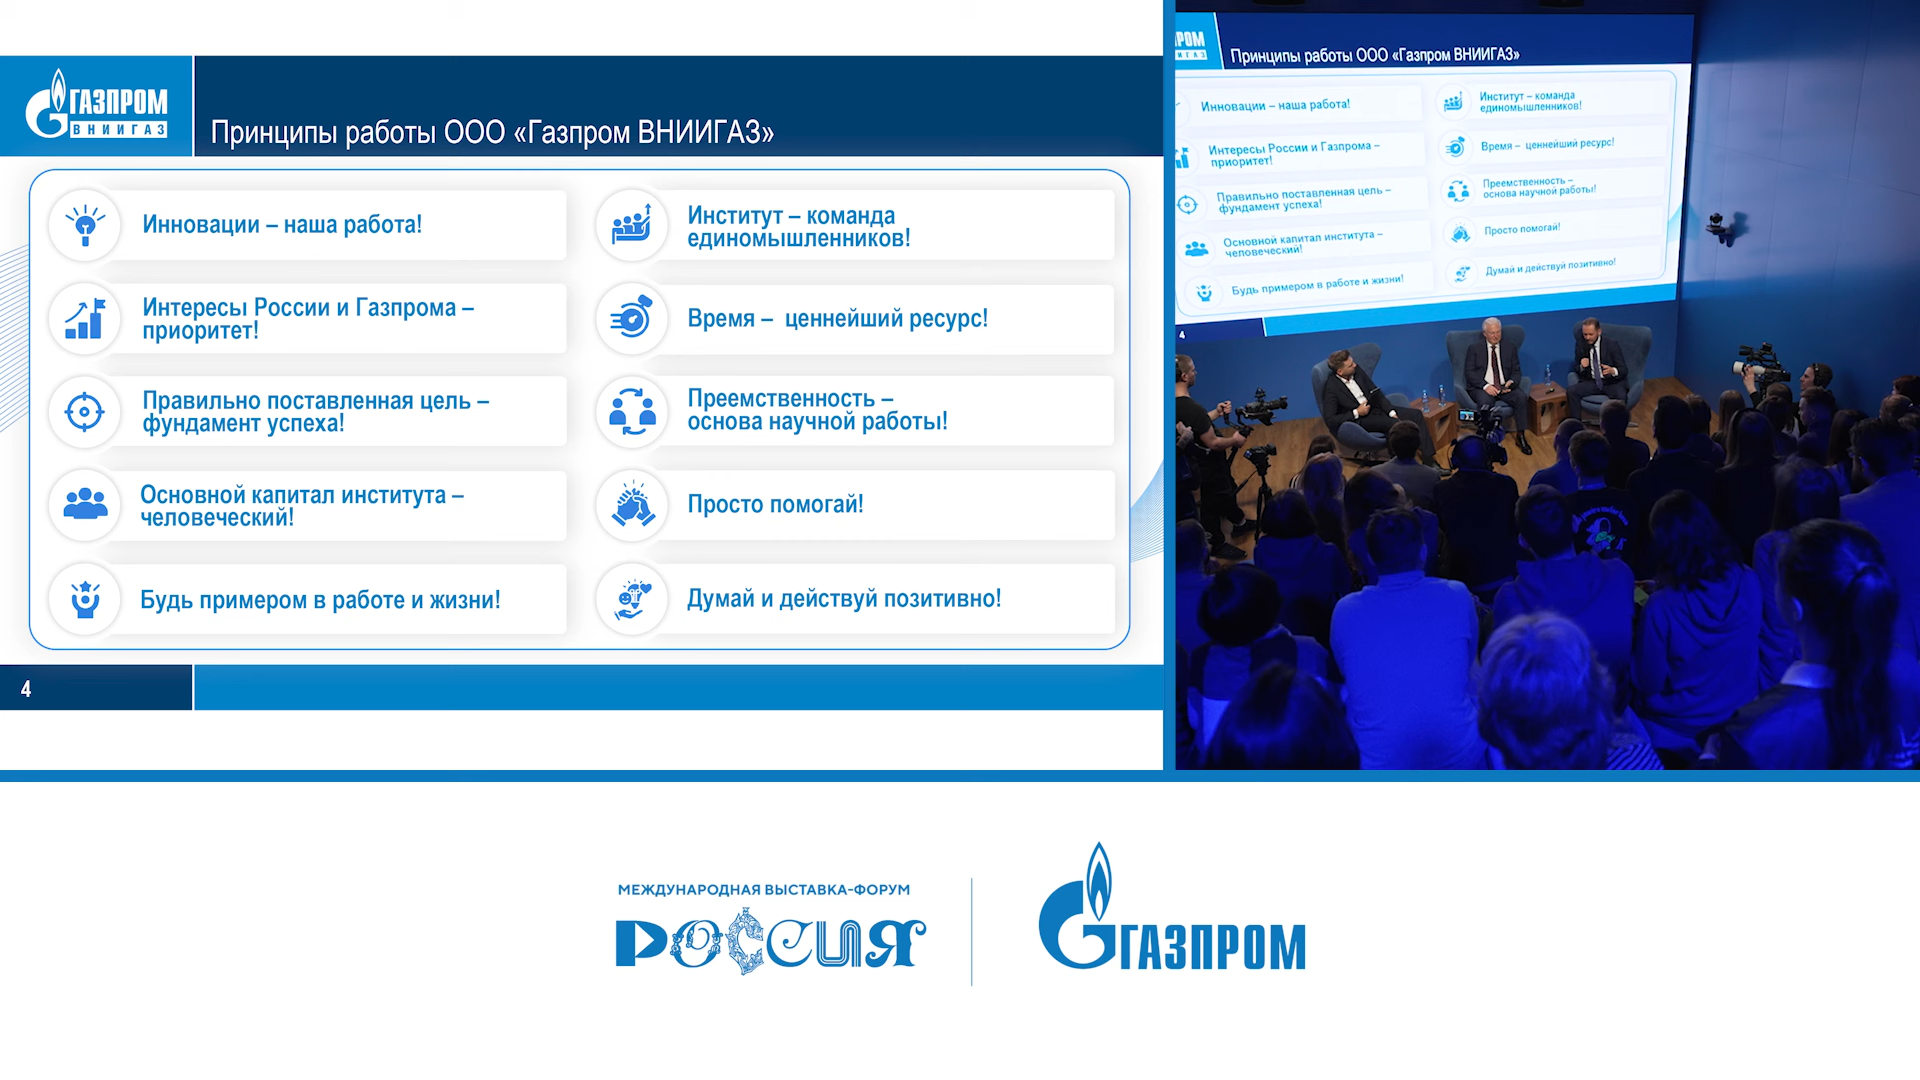 ГАЗПРОМ
ВНИИГАЗ
Принципы работы ООО «Газпром ВНИИГАЗ»
Инновации – наша работа!
Интересы России и Газпрома –
приоритет!
Правильно поставленная цель –
фундамент успеха!
Основной капитал института –
человеческий!
Будь примером в работе и жизни!
Институт – команда
единомышленников!
Время – ценнейший ресурс!
Преемственность –
основа научной работы!
Просто помогай!
Думай и действуй позитивно!
4
Принципы работы ООО «Газпром ВНИИГАЗ»
Инновации – наша работа!
Интересы России и Газпрома –
приоритет!
Правильно поставленная цель –
фундамент успеха!
Основной капитал института –
человеческий!
Будь примером в работе и жизни!
Институт – команда
единомышленников!
Время – ценнейший ресурс!
Преемственность –
основа научной работы!
Просто помогай!
Думай и действуй позитивно!
4
МЕЖДУНАРОДНАЯ ВЫСТАВКА-ФОРУМ
РОССИЯ
ГАЗПРОМ